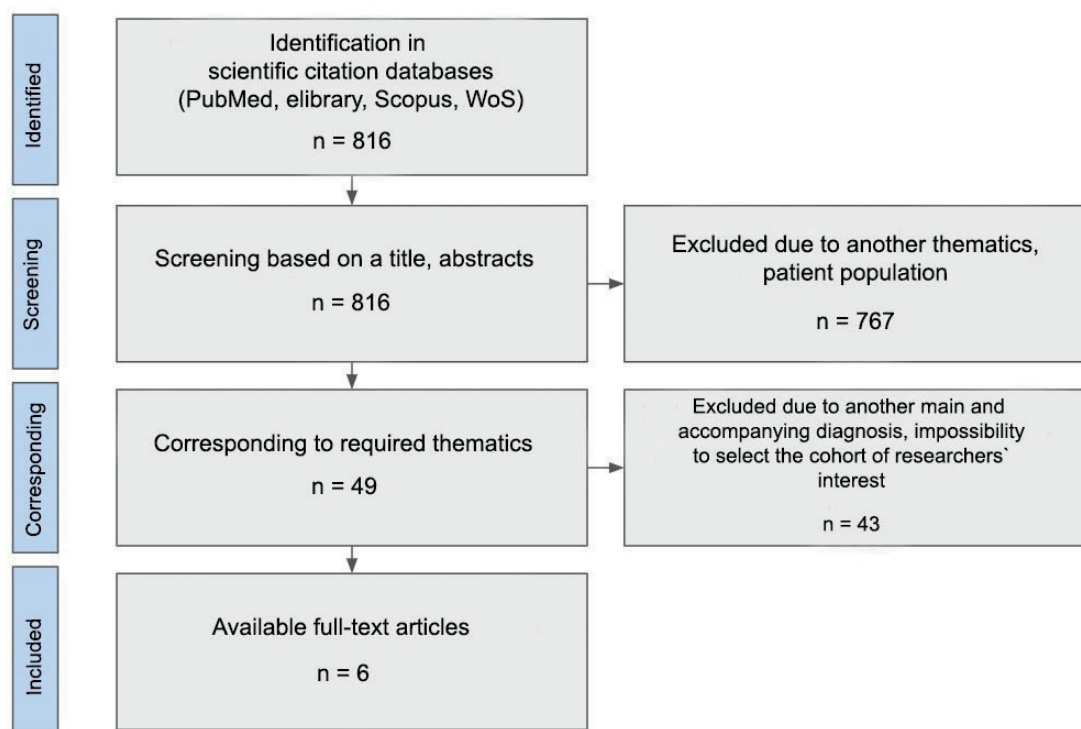 Identified
Identification in
scientific citation databases
(PubMed, elibrary, Scopus, WoS)
n = 816
Screening
Screening based on a title, abstracts
n = 816
Excluded due to another thematics,
patient population
n = 767
Corresponding
Corresponding to required thematics
n = 49
Excluded due to another main and
accompanying diagnosis, impossibility
to select the cohort of researchers`
interest
n = 43
Included
Available full-text articles
n = 6